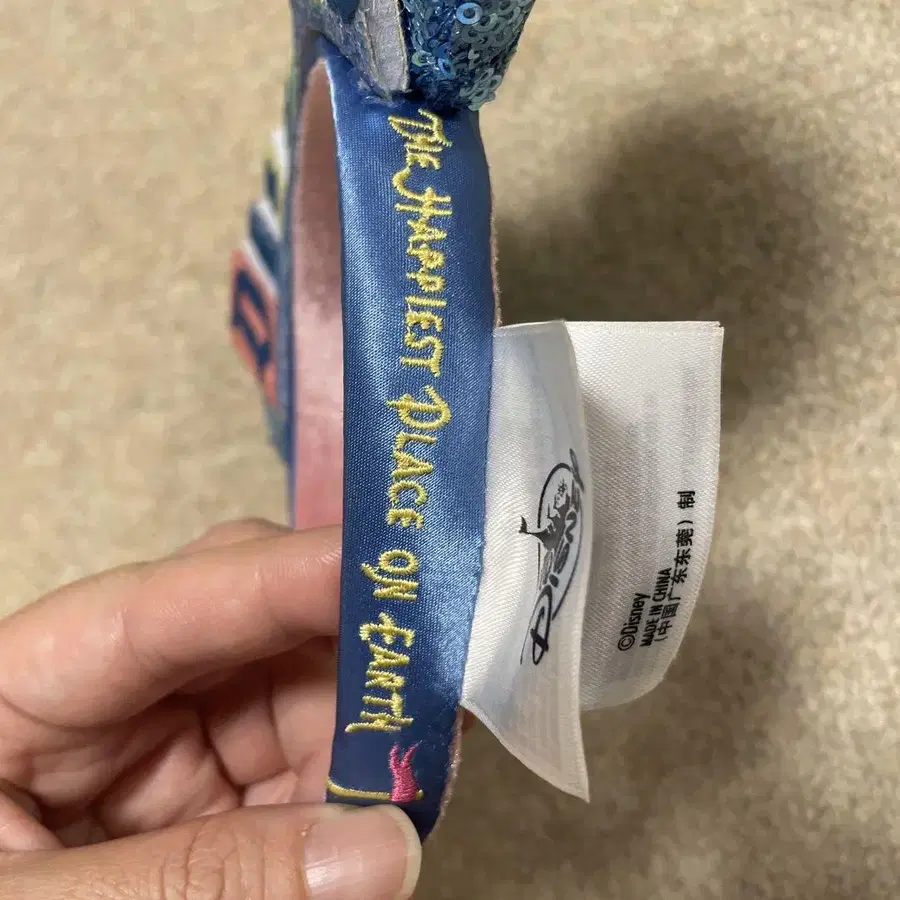 THE HAPPIEST PLACE ON EARTH
DISNEY
©Disney
MADE IN CHINA
(中国广东东莞) 制